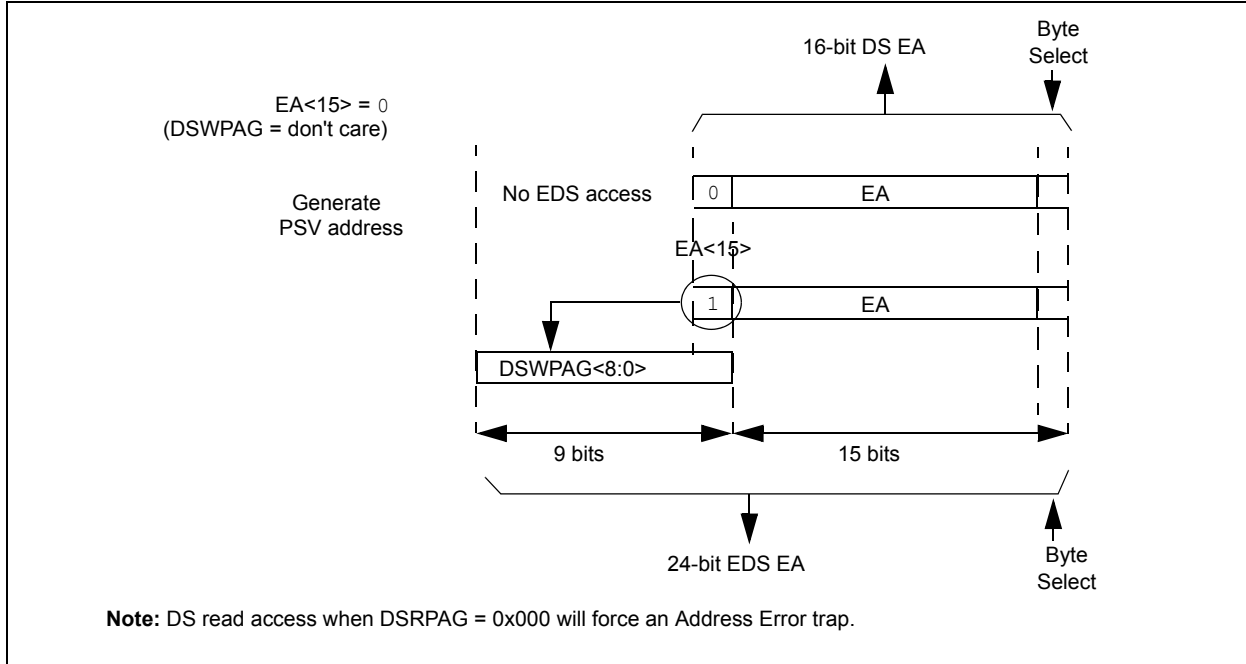 16-bit DS EA
Byte
Select
EA<15> = 0
(DSWPAG = don't care)
Generate
PSV address
No EDS access
0
EA
EA<15>
1
EA
DSWPAG<8:0>
9 bits
15 bits
24-bit EDS EA
Byte
Select
Note: DS read access when DSRPAG = 0x000 will force an Address Error trap.